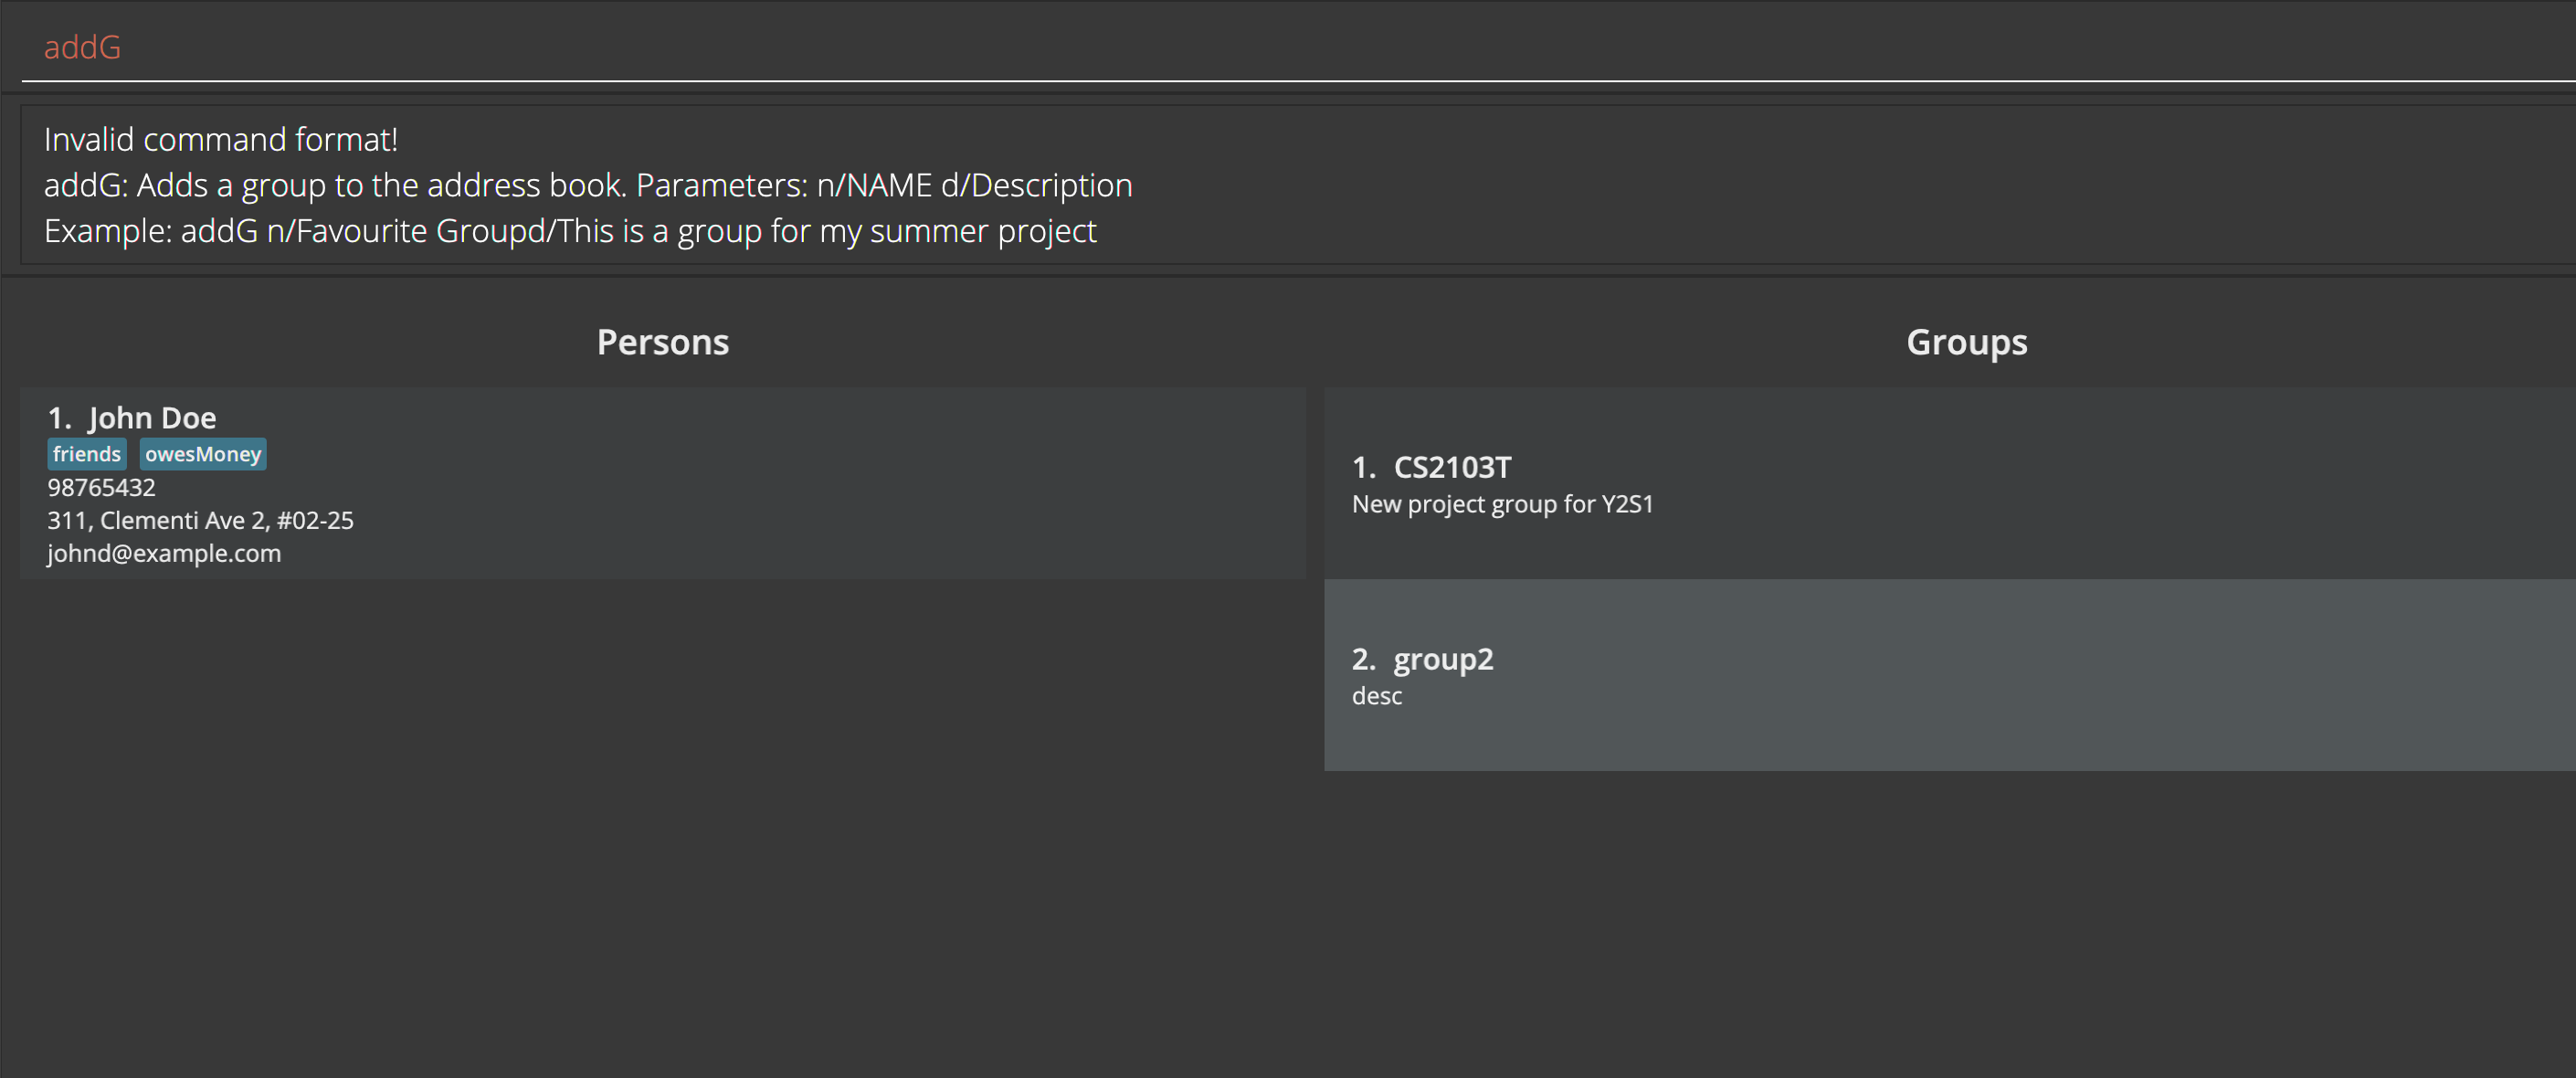 addG
Invalid command format!
addG: Adds a group to the address book. Parameters: n/NAME d/Description
Example: addG n/Favourite Groupd/This is a group for my summer project
Persons
1. John Doe
friends owesMoney
98765432
311, Clementi Ave 2, #02-25
johnd@example.com
Groups
1. CS2103T
New project group for Y2S1
2. group2
desc